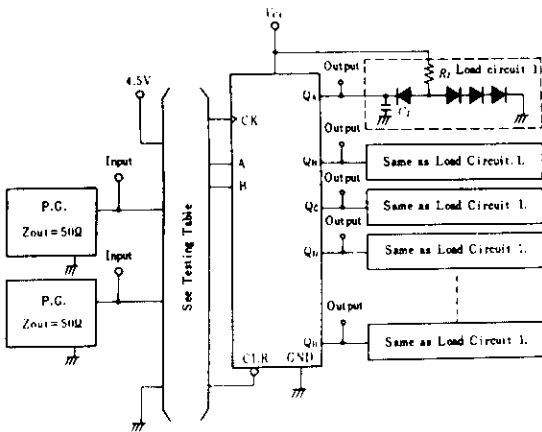 Vcc
4.5V
Input
P.G.
Zout=50Ω
Input
P.G.
Zout=50Ω
See Testing Table
CK
A
B
CLR
GND
QA
QB
QC
QD
QH
Output
RL
Load circuit 1
CL
Output
Same as Load Circuit 1.
Output
Same as Load Circuit 1.
Output
Same as Load Circuit 1.
Output
Same as Load Circuit 1.